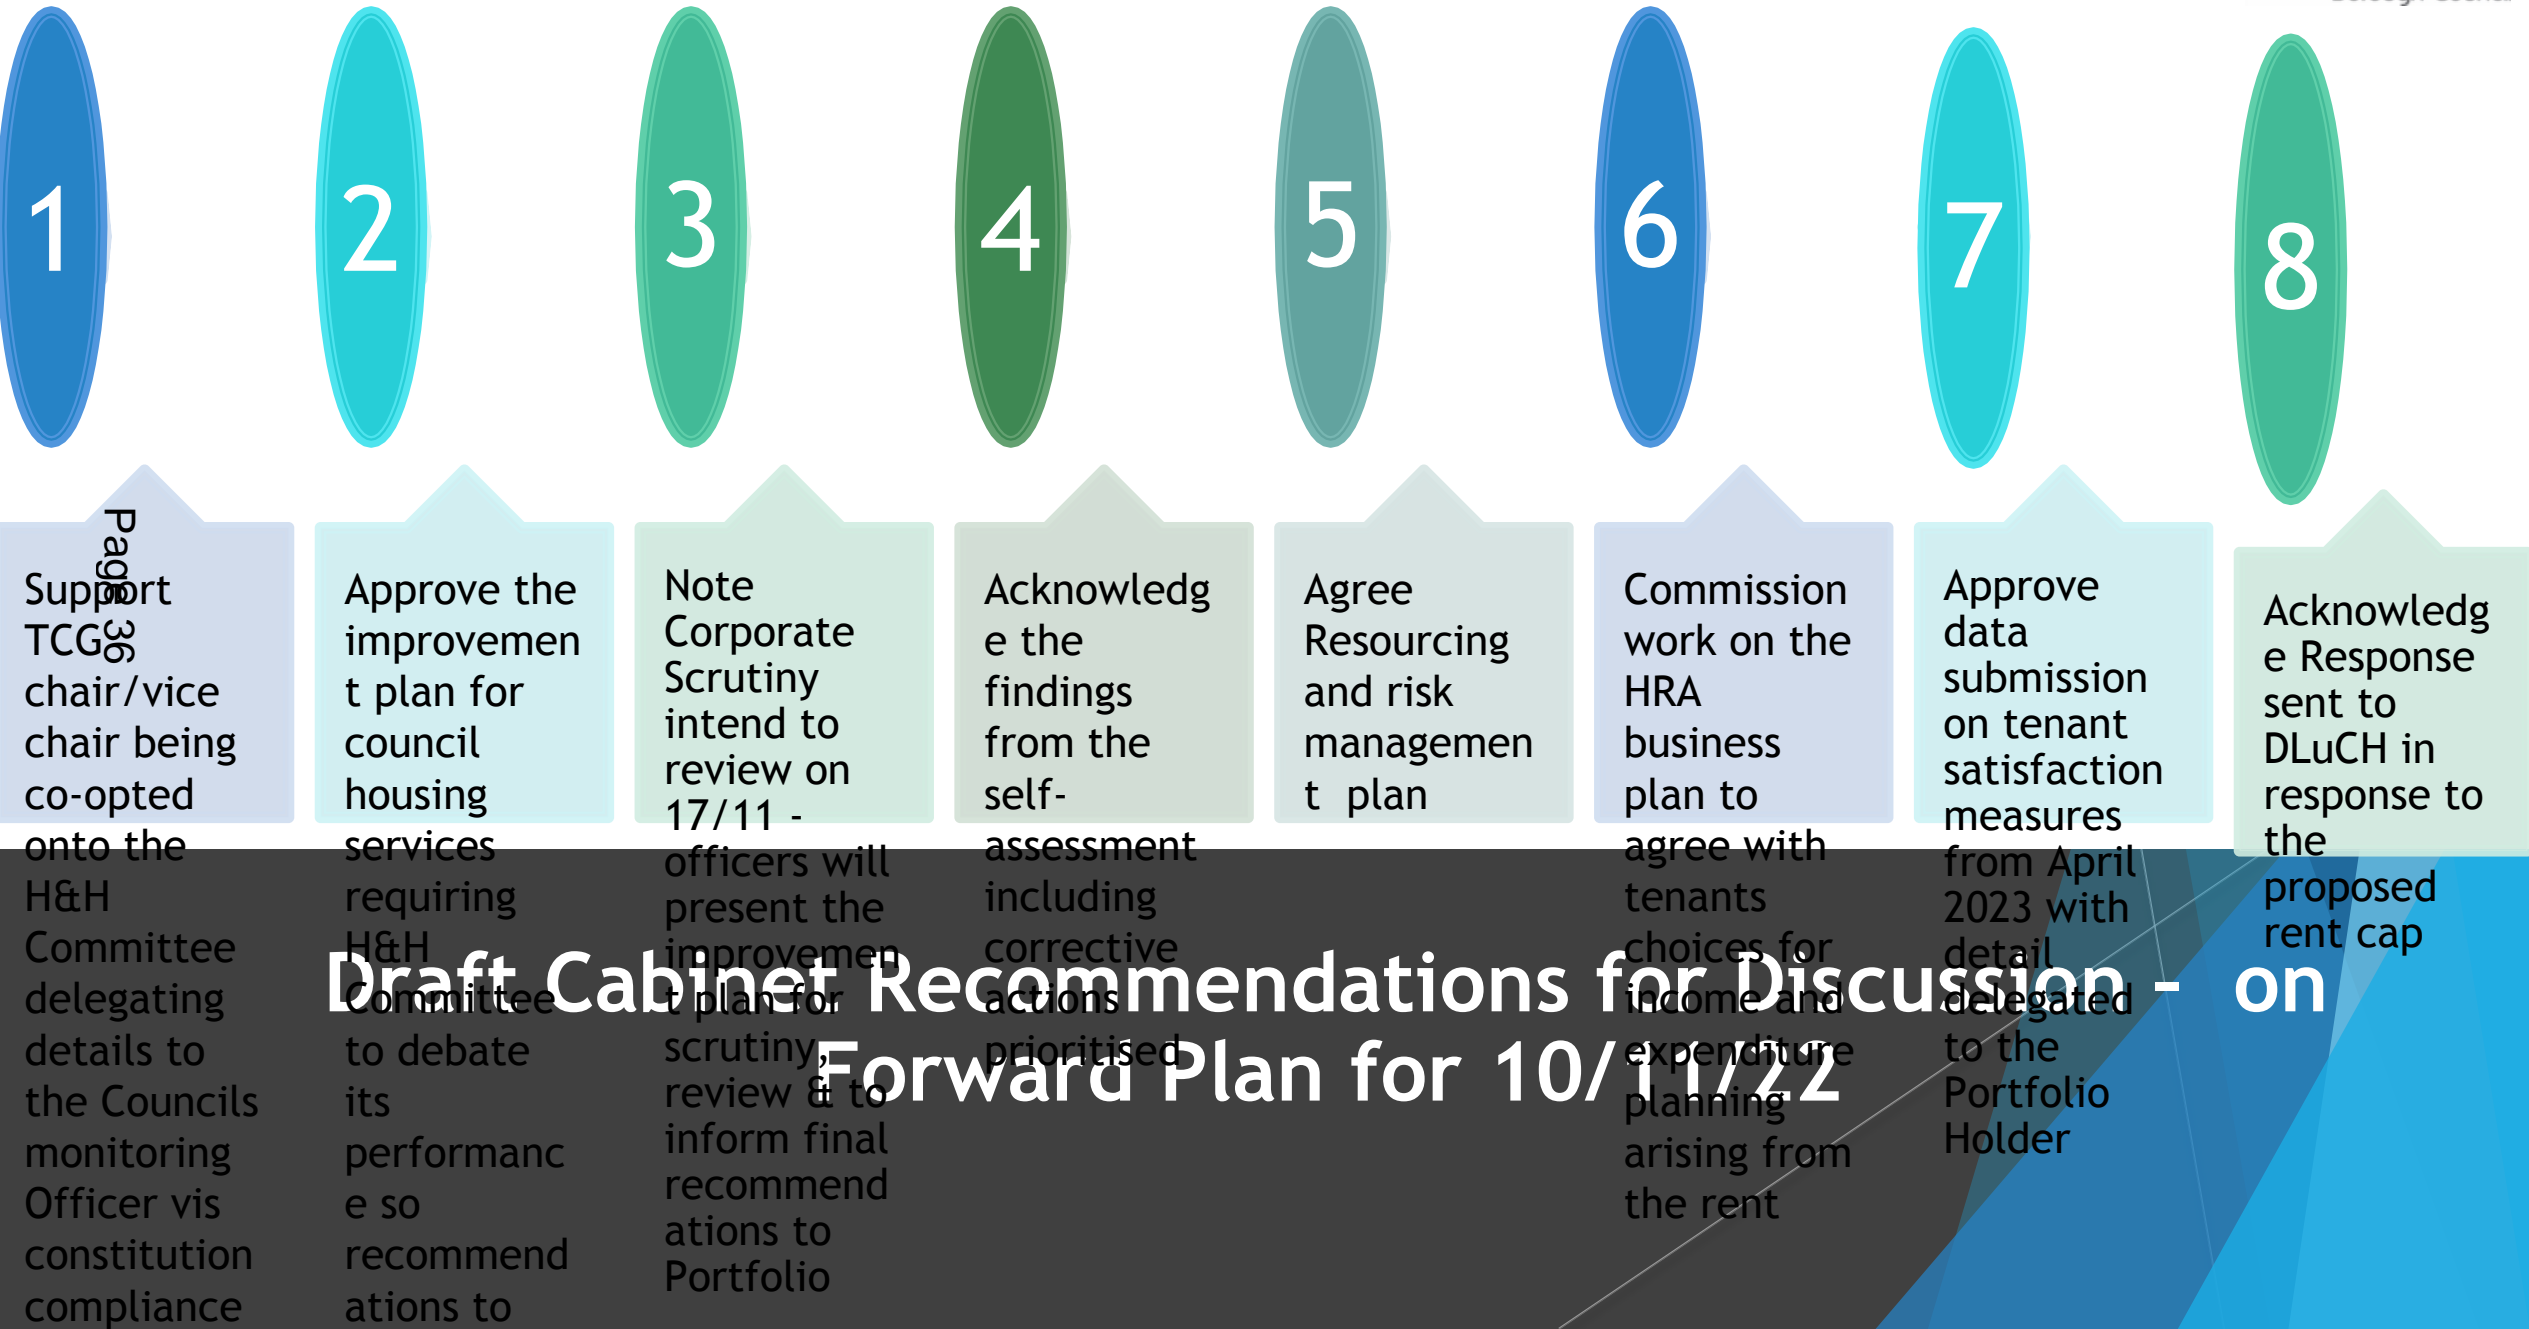 1
2
3
4
5
6
7
8
Page 36
Support
TCG
chair/vice
chair being
co-opted
onto the
H&H
Committee
delegating
details to
the Councils
monitoring
Officer vis
constitution
compliance
Approve the
improvemen
t plan for
council
housing
services
requiring
H&H
Committee
to debate
its
performanc
e so
recommend
ations to
Note
Corporate
Scrutiny
intend to
review on
17/11 -
officers will
present the
improvemen
t plan for
scrutiny,
review & to
inform final
recommend
ations to
Portfolio
Acknowledg
e the
findings
from the
self-
assessment
including
corrective
actions
prioritised
Agree
Resourcing
and risk
managemen
t  plan
Commission
work on the
HRA
business
plan to
agree with
tenants
choices for
income and
expenditure
planning
arising from
the rent
Approve
data
submission
on tenant
satisfaction
measures
from April
2023 with
detail
delegated
to the
Portfolio
Holder
Acknowledg
e Response
sent to
DLuCH in
response to
the
proposed
rent cap
Draft Cabinet Recommendations for Discussion -  on
Forward Plan for 10/11/22